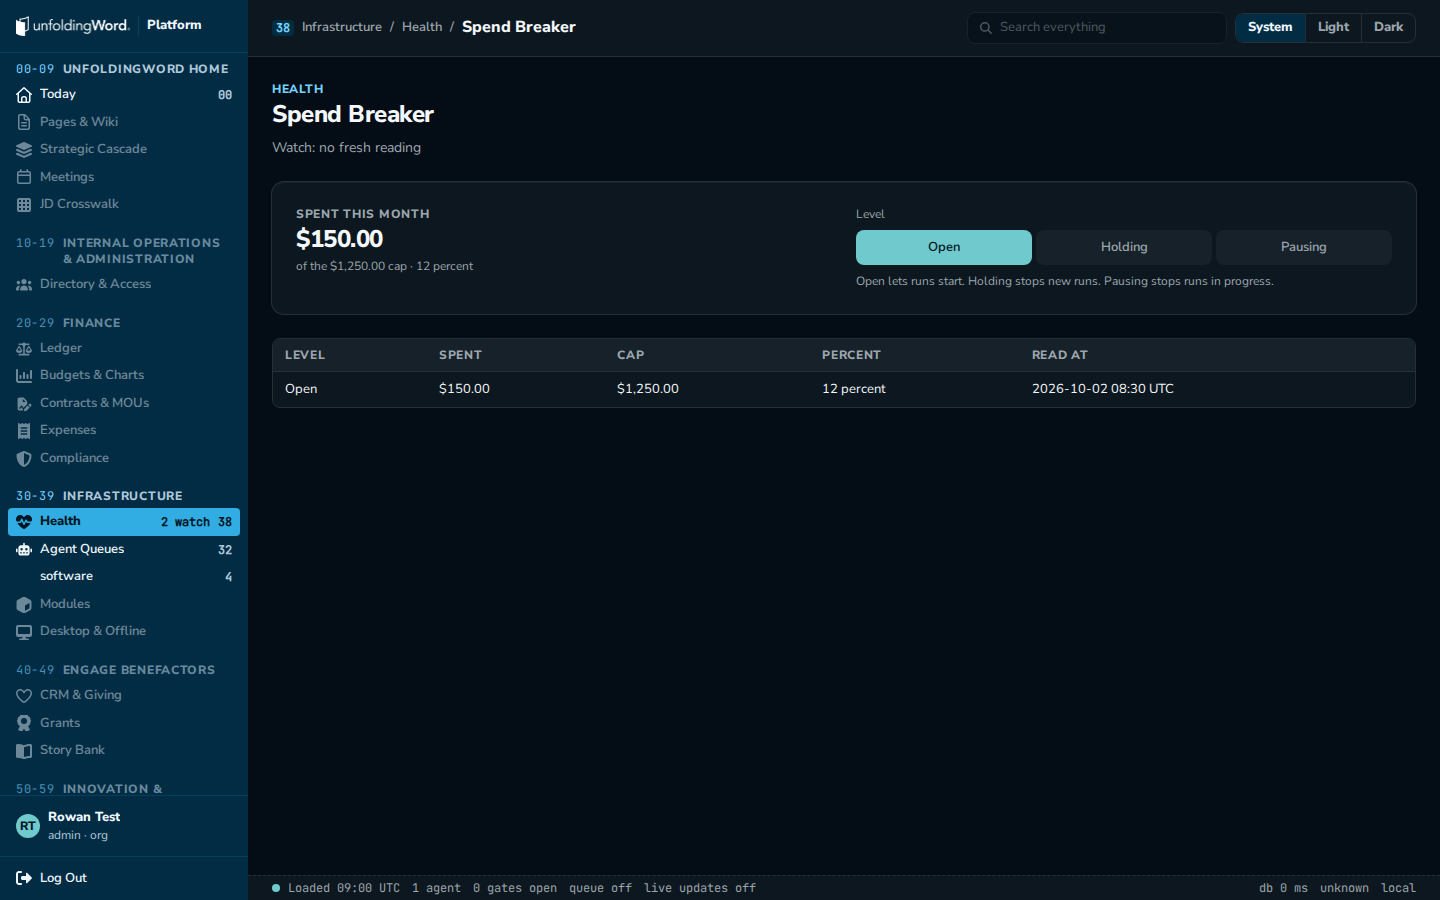 unfoldingWord. Platform
00-09 UNFOLDINGWORD HOME
Today 00
Pages & Wiki
Strategic Cascade
Meetings
JD Crosswalk
10-19 INTERNAL OPERATIONS
& ADMINISTRATION
Directory & Access
20-29 FINANCE
Ledger
Budgets & Charts
Contracts & MOUs
Expenses
Compliance
30-39 INFRASTRUCTURE
Health 2 watch 38
Agent Queues 32
software 4
Modules
Desktop & Offline
40-49 ENGAGE BENEFACTORS
CRM & Giving
Grants
Story Bank
50-59 INNOVATION &
RT Rowan Test
admin · org
Log Out
38 Infrastructure / Health / Spend Breaker
Search everything
System Light Dark
HEALTH
Spend Breaker
Watch: no fresh reading
SPENT THIS MONTH
$150.00
of the $1,250.00 cap · 12 percent
Level
Open Holding Pausing
Open lets runs start. Holding stops new runs. Pausing stops runs in progress.
LEVEL SPENT CAP PERCENT READ AT
Open $150.00 $1,250.00 12 percent 2026-10-02 08:30 UTC
Loaded 09:00 UTC 1 agent 0 gates open queue off live updates off
db 0 ms unknown local